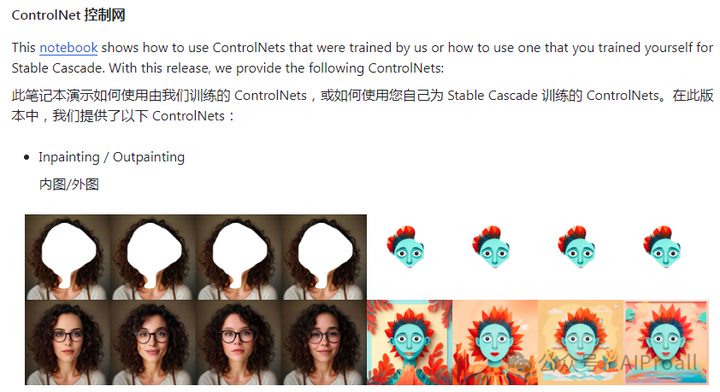 ControlNet 控制网
This notebook shows how to use ControlNets that were trained by us or how to use one that you trained yourself for
Stable Cascade. With this release, we provide the following ControlNets:
此笔记本演示如何使用由我们训练的 ControlNets，或如何使用您自己为 Stable Cascade 训练的 ControlNets。在此版
本中，我们提供了以下 ControlNets：
Inpainting / Outpainting
内图/外图
公众号：AIProall